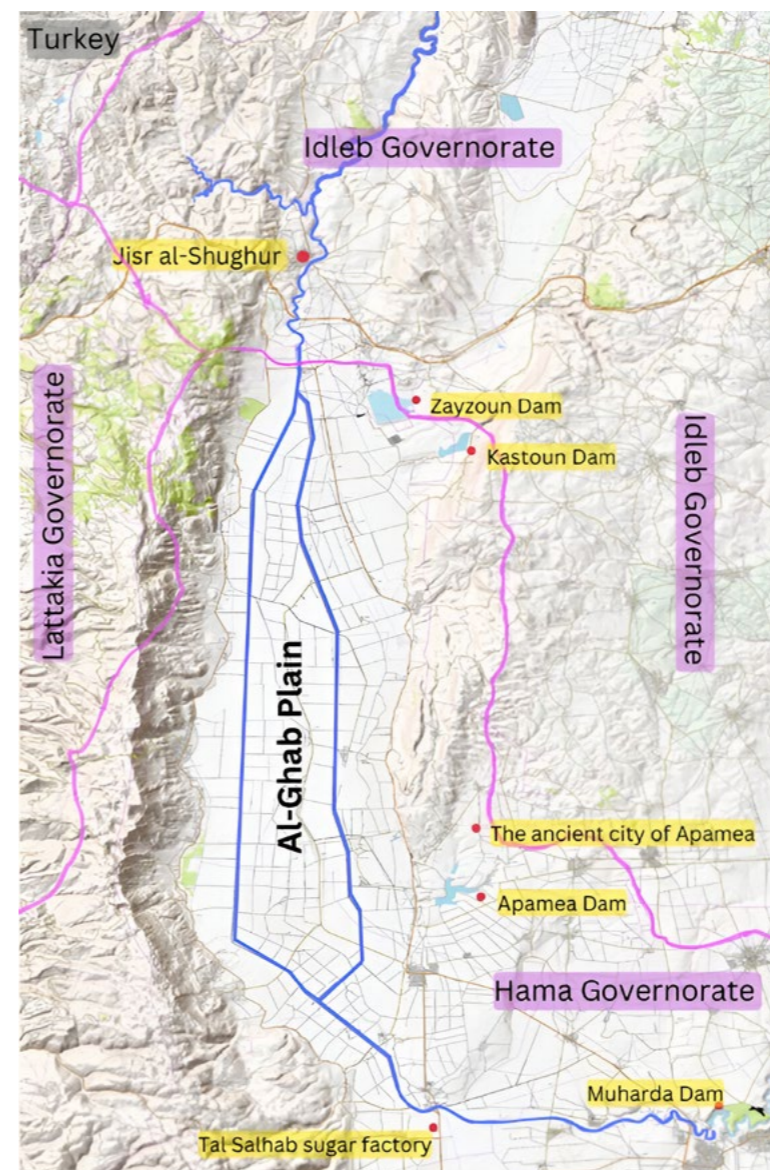 Turkey
Idleb Governorate
Jisr al-Shughur
Zayzoun Dam
Kastoun Dam
Lattakia Governorate
Idleb Governorate
Al-Ghab Plain
The ancient city of Apamea
Apamea Dam
Hama Governorate
Muharda Dam
Tal Salhab sugar factory